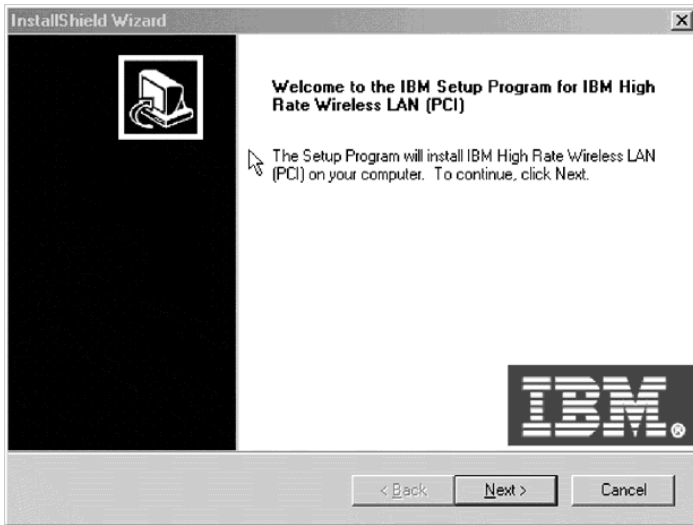 InstallShield Wizard
Welcome to the IBM Setup Program for IBM High
Rate Wireless LAN (PCI)
The Setup Program will install IBM High Rate Wireless LAN
(PCI) on your computer. To continue, click Next.
IBM®
< Back
Next >
Cancel